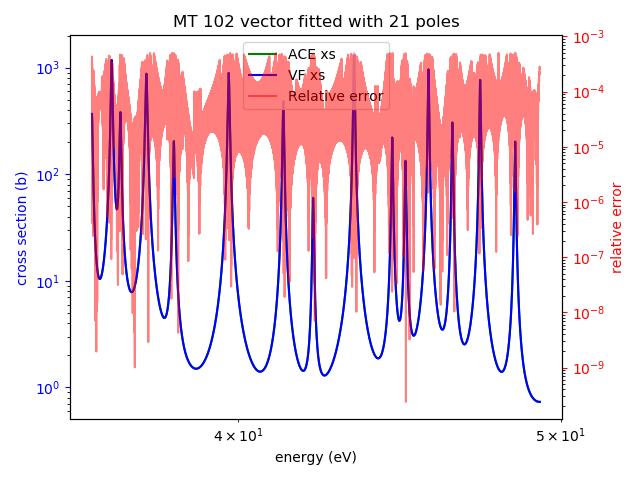 MT 102 vector fitted with 21 poles
ACE xs
VF xs
Relative error
cross section (b)
10³
10²
10¹
10⁰
10⁻³
10⁻⁴
10⁻⁵
10⁻⁶
10⁻⁷
10⁻⁸
10⁻⁹
relative error
4 × 10¹
5 × 10¹
energy (eV)